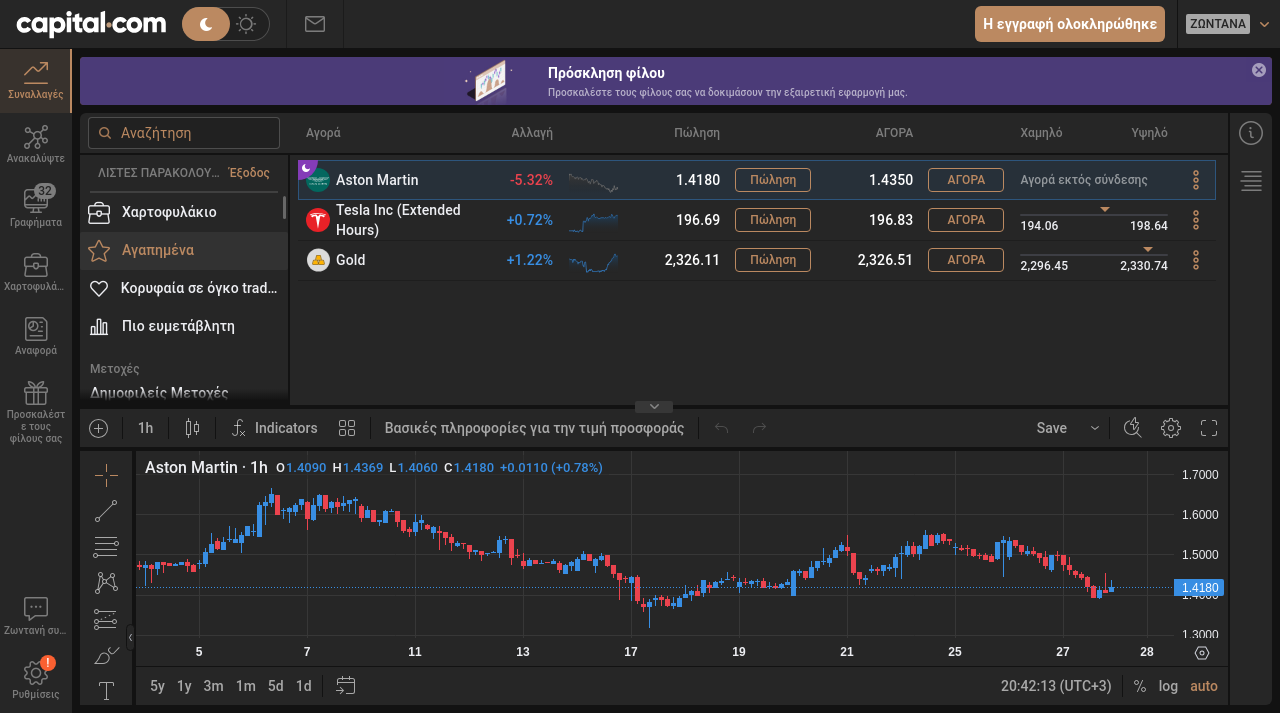 capital.com
Η εγγραφή ολοκληρώθηκε
ΖΩΝΤΑΝΑ
Πρόσκληση φίλου
Προσκαλέστε τους φίλους σας να δοκιμάσουν την εξαιρετική εφαρμογή μας.
Συναλλαγές
Ανακαλύψτε
32
Γραφήματα
Χαρτοφυλά...
Αναφορά
Προσκαλέστ
ε τους
φίλους σας
Ζωντανή συ...
!
Ρυθμίσεις
Αναζήτηση
ΛΙΣΤΕΣ ΠΑΡΑΚΟΛΟΥ... Έξοδος
Χαρτοφυλάκιο
Αγαπημένα
Κορυφαία σε όγκο trad...
Πιο ευμετάβλητη
Μετοχές
Δημοφιλείς Μετοχές
Αγορά Αλλαγή Πώληση ΑΓΟΡΑ Χαμηλό Υψηλό
Aston Martin -5.32% 1.4180 Πώληση 1.4350 ΑΓΟΡΑ Αγορά εκτός σύνδεσης
Tesla Inc (Extended
Hours) +0.72% 196.69 Πώληση 196.83 ΑΓΟΡΑ 194.06 198.64
Gold +1.22% 2,326.11 Πώληση 2,326.51 ΑΓΟΡΑ 2,296.45 2,330.74
1h Indicators Βασικές πληροφορίες για την τιμή προσφοράς Save
Aston Martin · 1h O1.4090 H1.4369 L1.4060 C1.4180 +0.0110 (+0.78%)
1.7000
1.6000
1.5000
1.4180
1.4000
1.3000
5 7 11 13 17 19 21 25 27 28
5y 1y 3m 1m 5d 1d 20:42:13 (UTC+3) % log auto